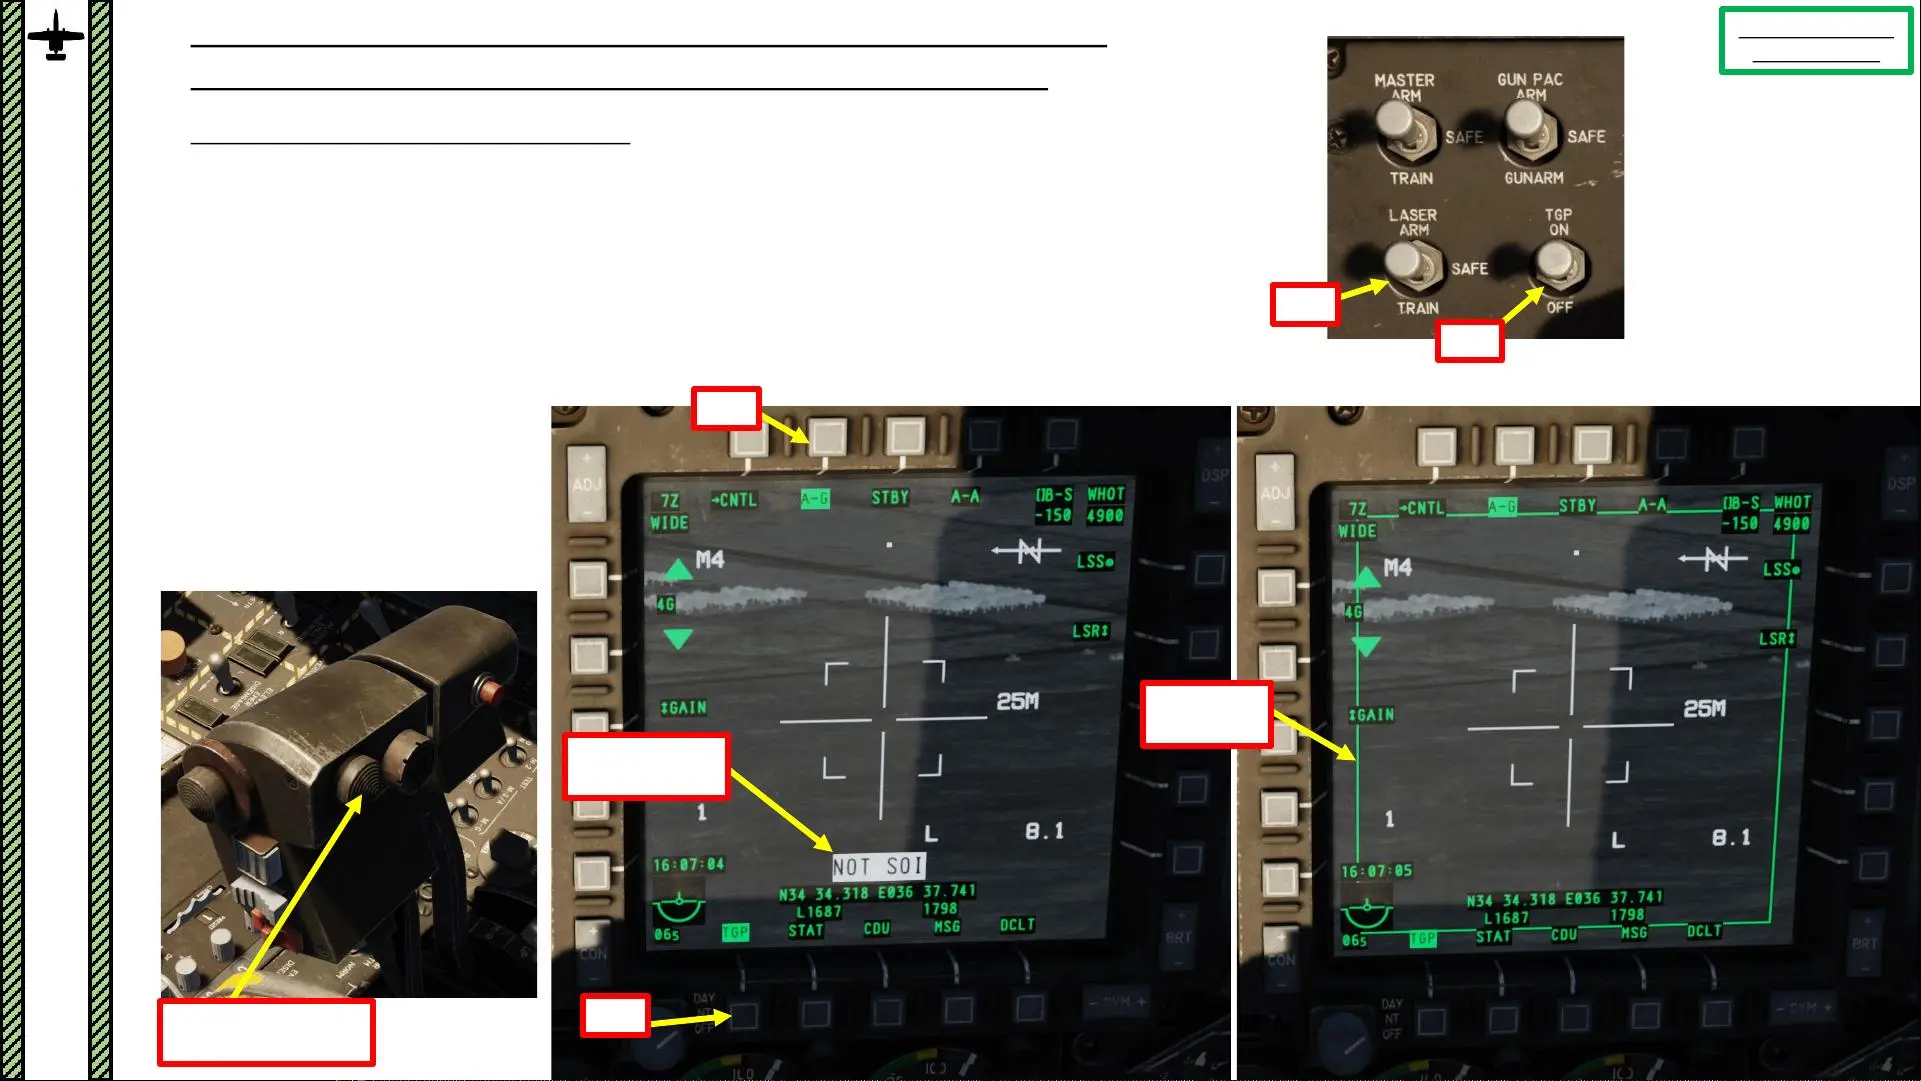 MASTER ARM
SAFE
TRAIN
GUN PAC ARM
SAFE
GUNARM
LASER ARM
SAFE
TRAIN
TGP ON
OFF
ADJ
DSP
7Z →CNTL A-G STBY A-A []B-S WHOT
WIDE -150 4900
M4 N LSS
4G
LSR↕
↕GAIN 25M
1 L 8.1
16:07:04 NOT SOI
N34 34.318 E036 37.741
L1687 1798
06s TGP STAT CDU MSG DCLT
CON
BRT
DAY
NT
OFF
- SYM +
ADJ
DSP
7Z →CNTL A-G STBY A-A []B-S WHOT
WIDE -150 4900
M4 N LSS
4G
LSR↕
↕GAIN 25M
1 L 8.1
16:07:05
N34 34.318 E036 37.741
L1687 1798
06s TGP STAT CDU MSG DCLT
CON
BRT
DAY
NT
OFF
- SYM +